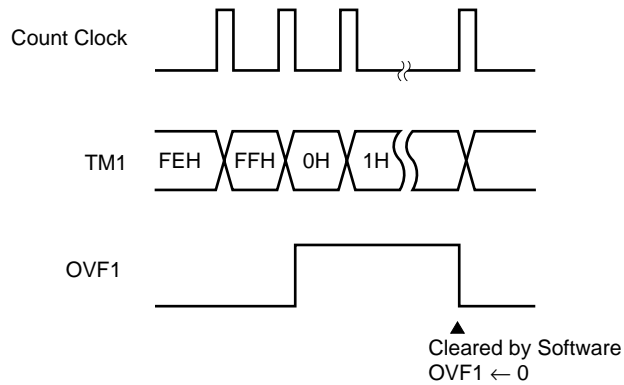 Count Clock
TM1
FEH
FFH
0H
1H
OVF1
Cleared by Software
OVF1 ← 0